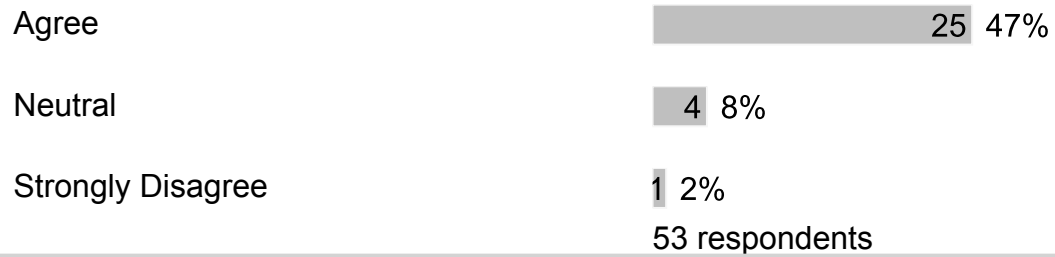 Agree 25 47%
Neutral 4 8%
Strongly Disagree 1 2%
53 respondents